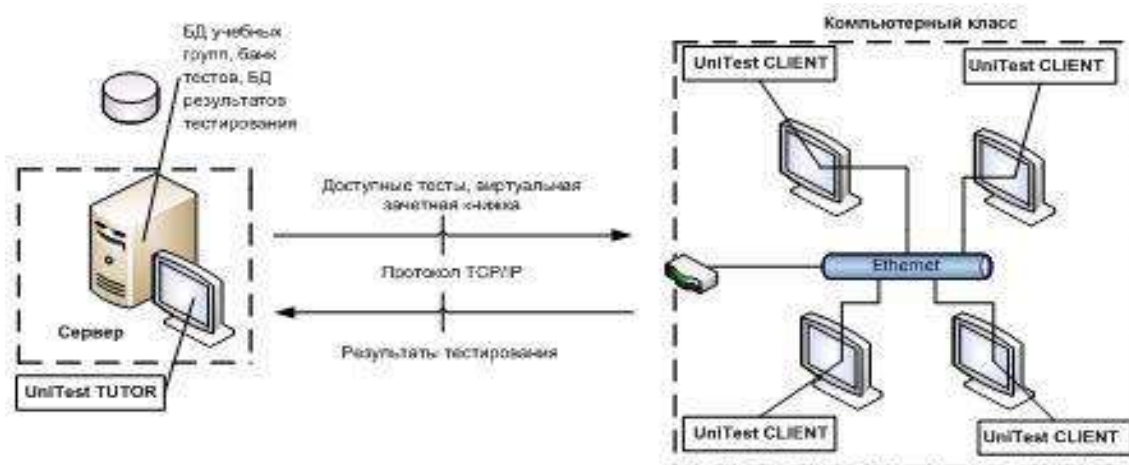 БД учебных
групп, банк
тестов, БД
результатов
тестирования
Сервер
UniTest TUTOR
Доступные тесты, виртуальная
зачетная книжка
Протокол TCP/IP
Результаты тестирования
Компьютерный класс
UniTest CLIENT
UniTest CLIENT
Ethernet
UniTest CLIENT
UniTest CLIENT